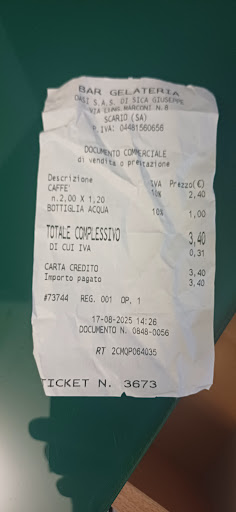 BAR GELATERIA
OASI S.A.S. DI SICA GIUSEPPE
VIA LUNG.MARCONI N.8
SCARIO (SA)
P.IVA: 04481560656
DOCUMENTO COMMERCIALE
di vendita o prestazione
Descrizione IVA Prezzo(€)
CAFFE' 10% 2,40
n.2,00 X 1,20
BOTTIGLIA ACQUA 10% 1,00
TOTALE COMPLESSIVO 3,40
DI CUI IVA 0,31
CARTA CREDITO 3,40
Importo pagato 3,40
#73744 REG. 001 OP. 1
17-08-2025 14:26
DOCUMENTO N. 0848-0056
RT 2CMQP064035
TICKET N. 3673